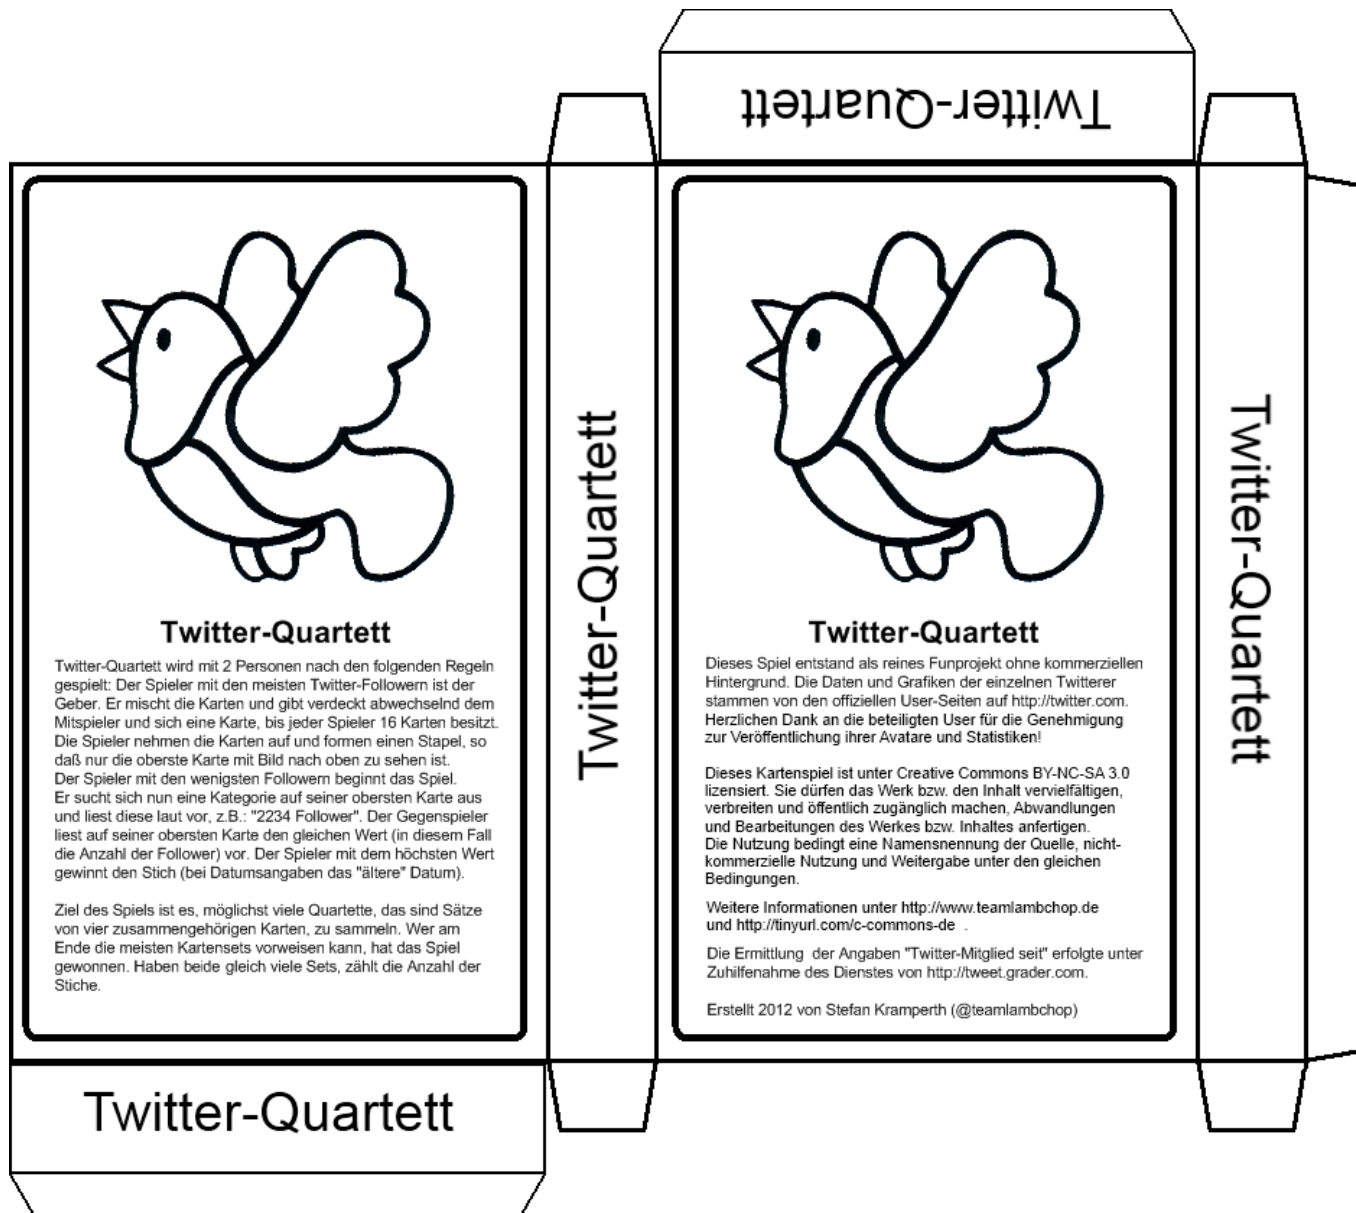 Twitter-Quartett
Twitter-Quartett
Twitter-Quartett wird mit 2 Personen nach den folgenden Regeln
gespielt: Der Spieler mit den meisten Twitter-Followern ist der
Geber. Er mischt die Karten und gibt verdeckt abwechselnd dem
Mitspieler und sich eine Karte, bis jeder Spieler 16 Karten besitzt.
Die Spieler nehmen die Karten auf und formen einen Stapel, so
daß nur die oberste Karte mit Bild nach oben zu sehen ist.
Der Spieler mit den wenigsten Followern beginnt das Spiel.
Er sucht sich nun eine Kategorie auf seiner obersten Karte aus
und liest diese laut vor, z.B.: "2234 Follower". Der Gegenspieler
liest auf seiner obersten Karte den gleichen Wert (in diesem Fall
die Anzahl der Follower) vor. Der Spieler mit dem höchsten Wert
gewinnt den Stich (bei Datumsangaben das "ältere" Datum).
Ziel des Spiels ist es, möglichst viele Quartette, das sind Sätze
von vier zusammengehörigen Karten, zu sammeln. Wer am
Ende die meisten Kartensets vorweisen kann, hat das Spiel
gewonnen. Haben beide gleich viele Sets, zählt die Anzahl der
Stiche.
Twitter-Quartett
Twitter-Quartett
Twitter-Quartett
Dieses Spiel entstand als reines Funprojekt ohne kommerziellen
Hintergrund. Die Daten und Grafiken der einzelnen Twitterer
stammen von den offiziellen User-Seiten auf http://twitter.com.
Herzlichen Dank an die beteiligten User für die Genehmigung
zur Veröffentlichung ihrer Avatare und Statistiken!
Dieses Kartenspiel ist unter Creative Commons BY-NC-SA 3.0
lizensiert. Sie dürfen das Werk bzw. den Inhalt vervielfältigen,
verbreiten und öffentlich zugänglich machen, Abwandlungen
und Bearbeitungen des Werkes bzw. Inhaltes anfertigen.
Die Nutzung bedingt eine Namensnennung der Quelle, nicht-
kommerzielle Nutzung und Weitergabe unter den gleichen
Bedingungen.
Weitere Informationen unter http://www.teamlambchop.de
und http://tinyurl.com/c-commons-de .
Die Ermittlung der Angaben "Twitter-Mitglied seit" erfolgte unter
Zuhilfenahme des Dienstes von http://tweet.grader.com.
Erstellt 2012 von Stefan Kramperth (@teamlambchop)
Twitter-Quartett